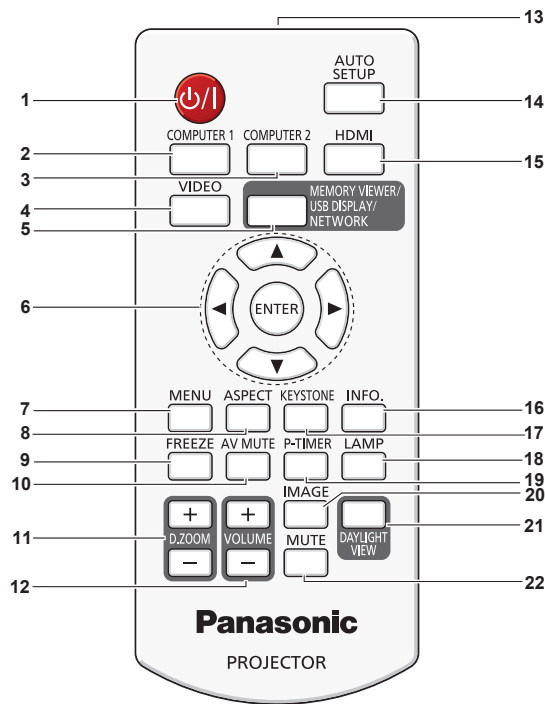 13
AUTO
SETUP
⏻/I
1
14
COMPUTER 1 COMPUTER 2 HDMI
2
15
3
VIDEO
MEMORY VIEWER/
USB DISPLAY/
NETWORK
4
5
▲
6
◄ ENTER ►
▼
MENU ASPECT KEYSTONE INFO.
7
16
8
17
FREEZE AV MUTE P-TIMER LAMP
9
18
10
19
IMAGE
20
+ +
11
D.ZOOM VOLUME MUTE DAYLIGHT
VIEW
21
− −
12
22
Panasonic
PROJECTOR